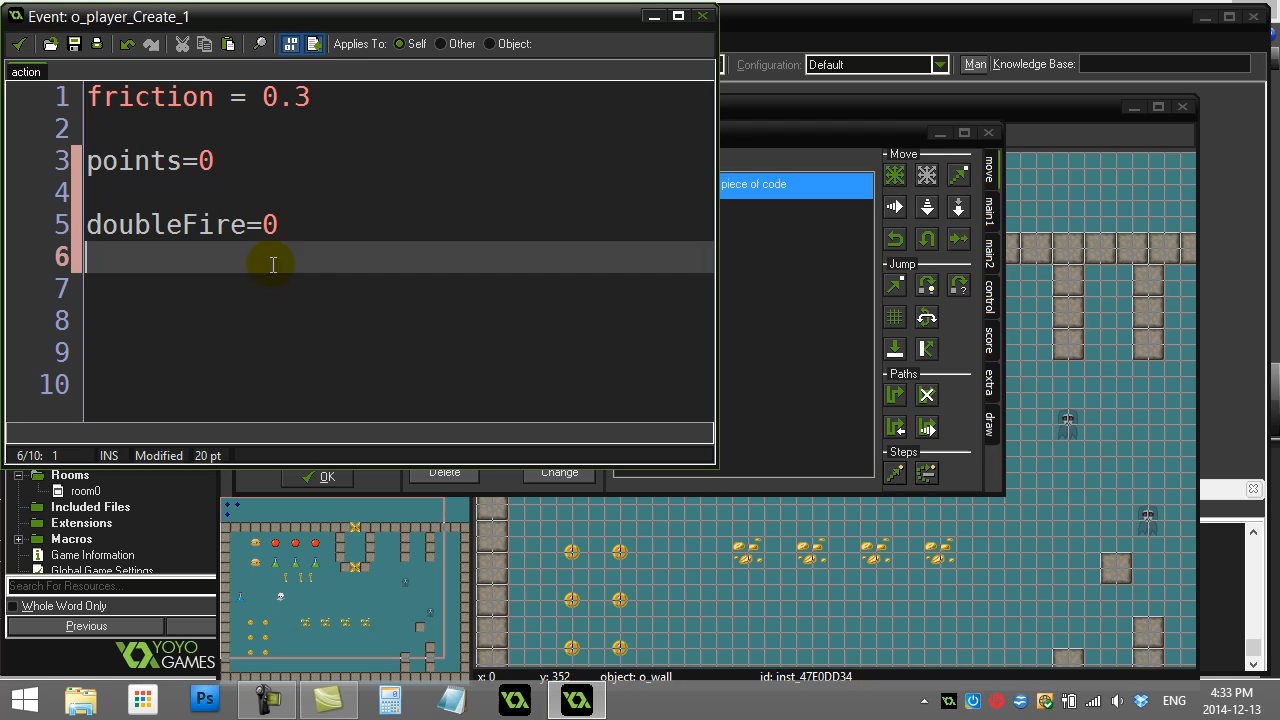 Event: o_player_Create_1
Applies To: Self Other Object:
Configuration: Default Man Knowledge Base:
action
1 friction = 0.3
2
3 points=0
4
5 doubleFire=0
6
7
8
9
10
6/10: 1 INS Modified 20 pt
piece of code
Move
Jump
Paths
Steps
move
main1
main2
control
score
extra
draw
OK
Delete
Change
Rooms
room0
Included Files
Extensions
Macros
Game Information
Global Game Settings
Search For Resources...
Whole Word Only
Previous
YOYO
GAMES
x: 0 y: 352 object: o_wall id: inst_47E0DD34
Ps
ENG
4:33 PM
2014-12-13